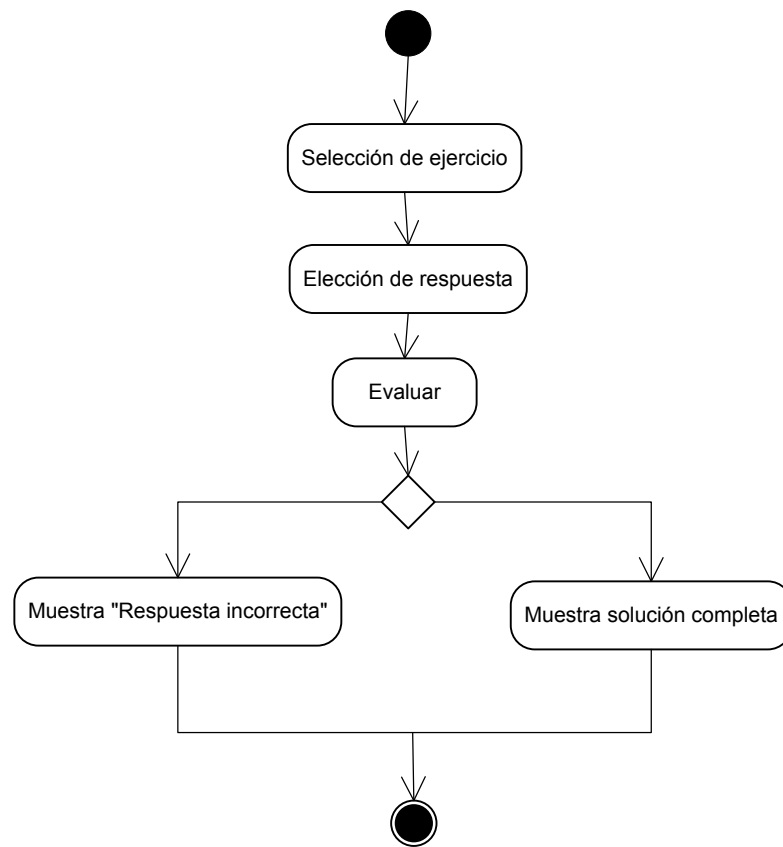 Selección de ejercicio
Elección de respuesta
Evaluar
Muestra "Respuesta incorrecta"
Muestra solución completa